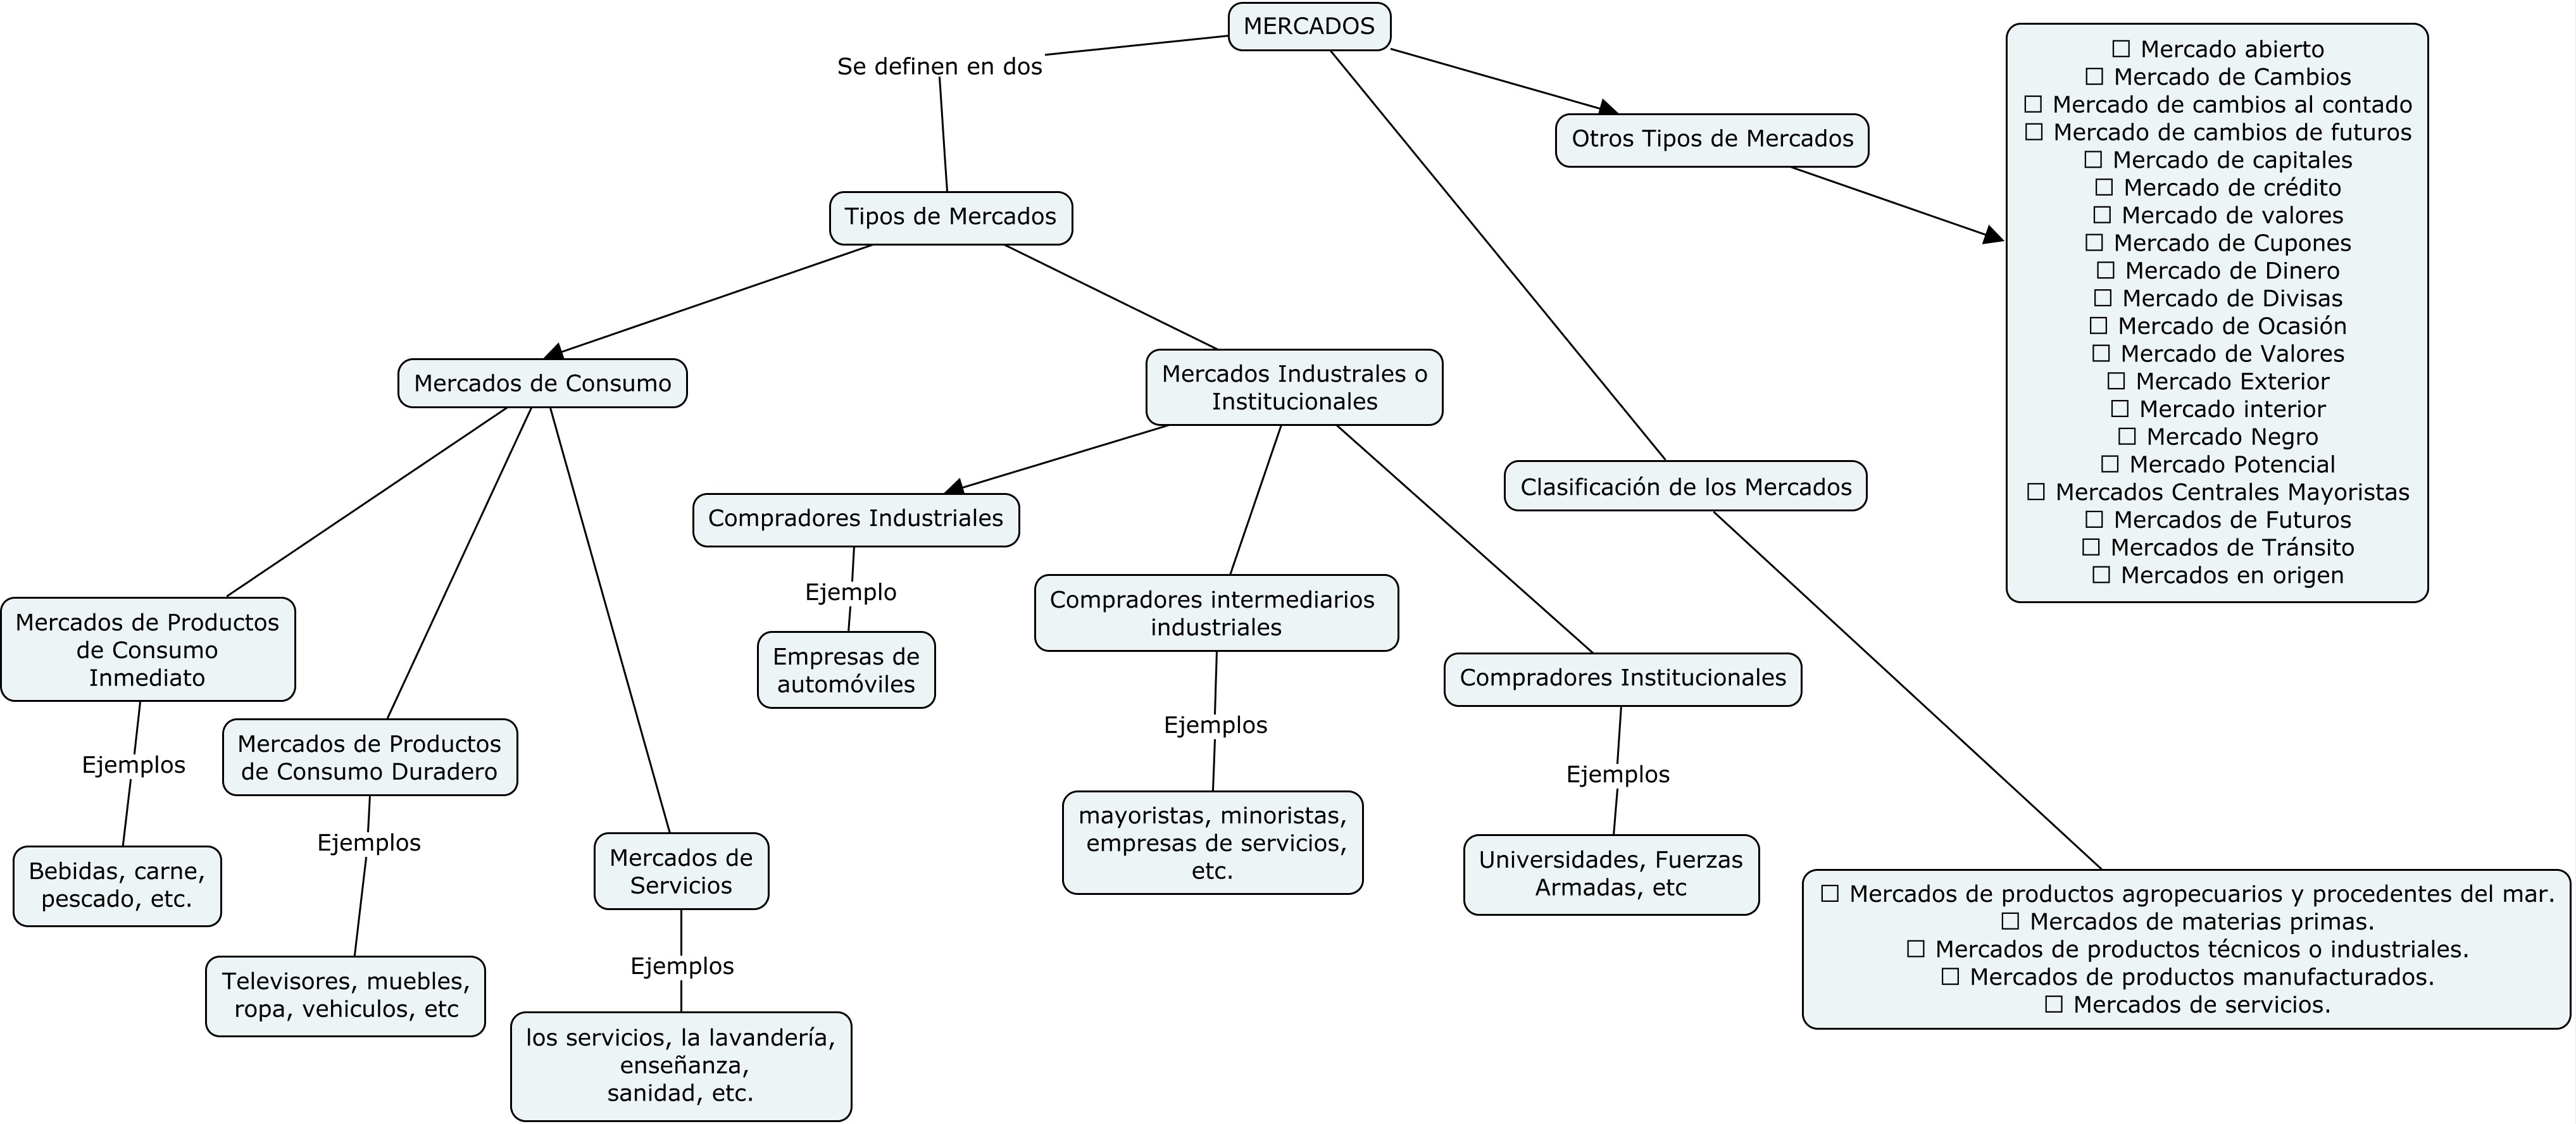 MERCADOS
Se definen en dos
Tipos de Mercados
Otros Tipos de Mercados
☐ Mercado abierto
☐ Mercado de Cambios
☐ Mercado de cambios al contado
☐ Mercado de cambios de futuros
☐ Mercado de capitales
☐ Mercado de crédito
☐ Mercado de valores
☐ Mercado de Cupones
☐ Mercado de Dinero
☐ Mercado de Divisas
☐ Mercado de Ocasión
☐ Mercado de Valores
☐ Mercado Exterior
☐ Mercado interior
☐ Mercado Negro
☐ Mercado Potencial
☐ Mercados Centrales Mayoristas
☐ Mercados de Futuros
☐ Mercados de Tránsito
☐ Mercados en origen
Mercados de Consumo
Mercados Industrales o
Institucionales
Clasificación de los Mercados
Compradores Industriales
Ejemplo
Empresas de
automóviles
Compradores intermediarios
industriales
Ejemplos
mayoristas, minoristas,
empresas de servicios,
etc.
Compradores Institucionales
Ejemplos
Universidades, Fuerzas
Armadas, etc
Mercados de Productos
de Consumo
Inmediato
Ejemplos
Bebidas, carne,
pescado, etc.
Mercados de Productos
de Consumo Duradero
Ejemplos
Televisores, muebles,
ropa, vehiculos, etc
Mercados de
Servicios
Ejemplos
los servicios, la lavandería,
enseñanza,
sanidad, etc.
☐ Mercados de productos agropecuarios y procedentes del mar.
☐ Mercados de materias primas.
☐ Mercados de productos técnicos o industriales.
☐ Mercados de productos manufacturados.
☐ Mercados de servicios.